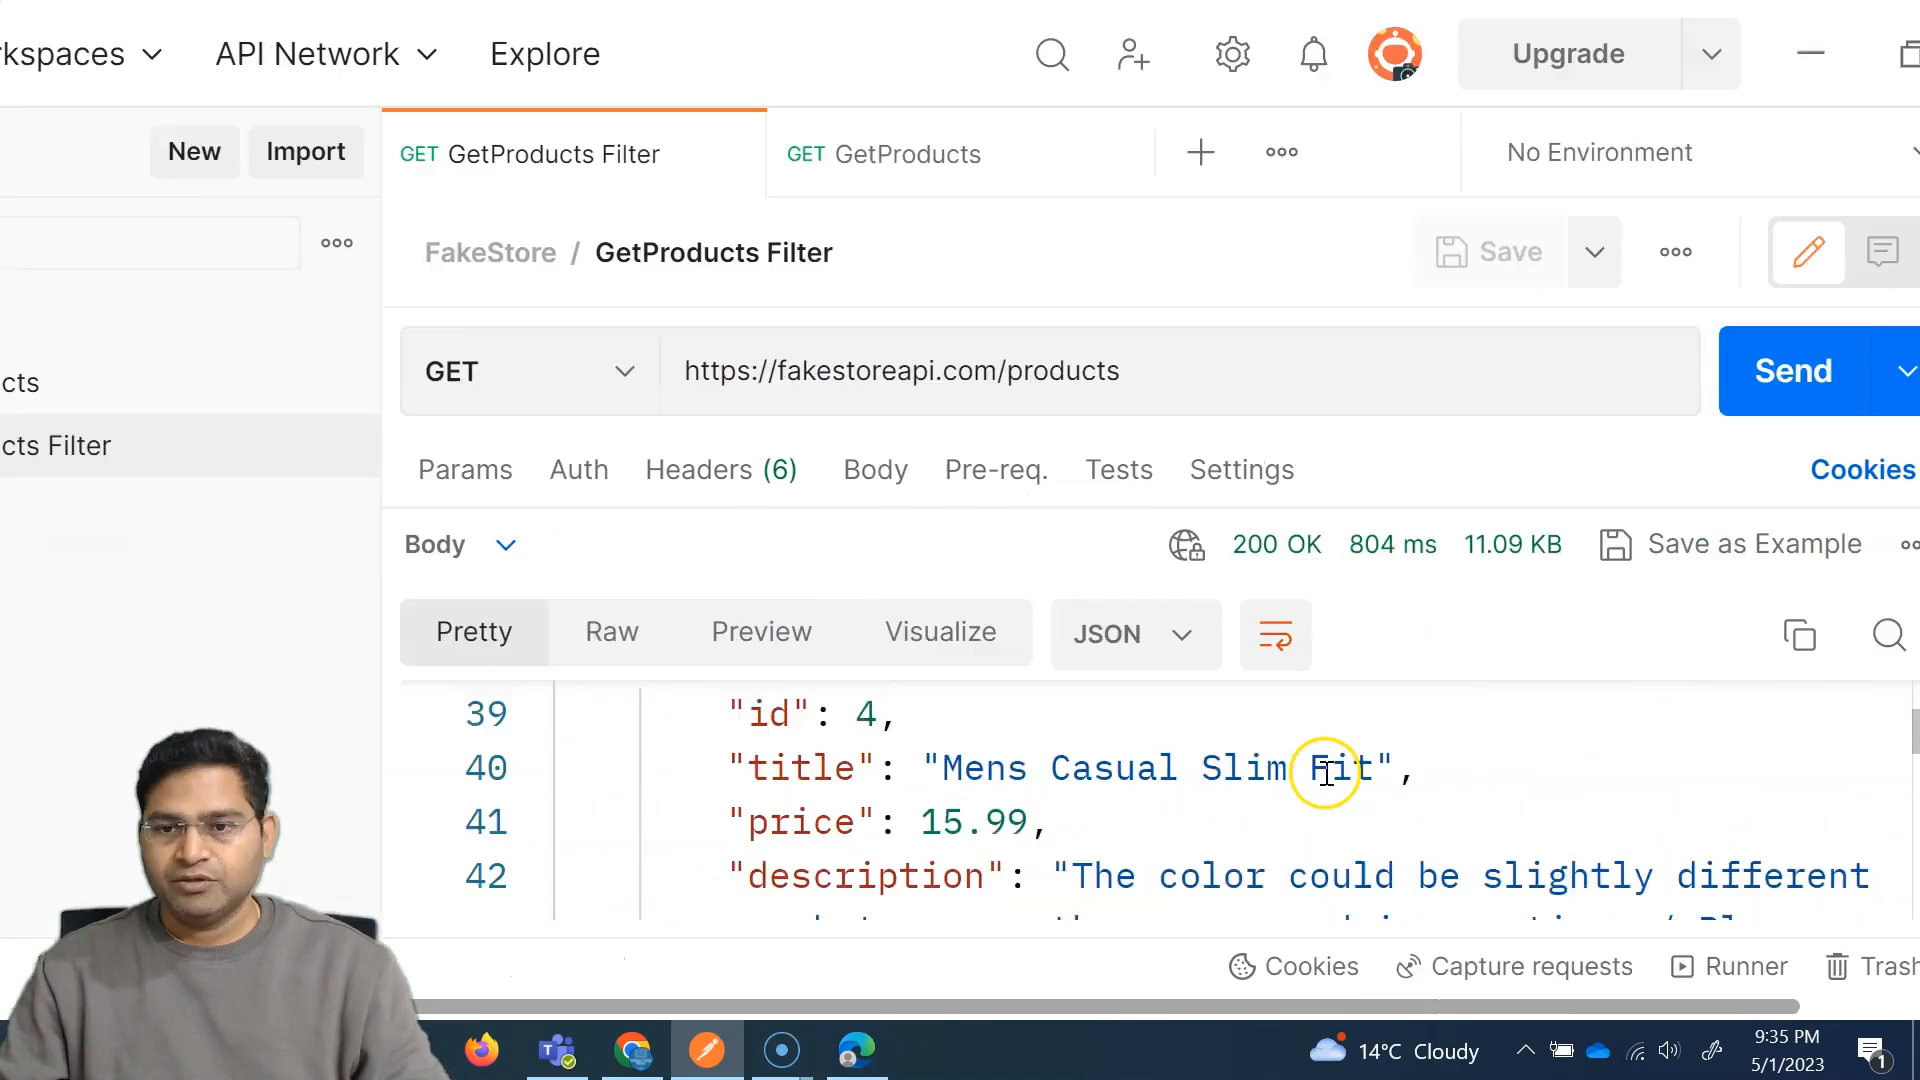 kspaces API Network Explore Upgrade
New Import GET GetProducts Filter GET GetProducts No Environment
FakeStore / GetProducts Filter Save
GET https://fakestoreapi.com/products Send
cts
cts Filter
Params Auth Headers (6) Body Pre-req. Tests Settings Cookies
Body 200 OK 804 ms 11.09 KB Save as Example
Pretty Raw Preview Visualize JSON
39 "id": 4,
40 "title": "Mens Casual Slim Fit",
41 "price": 15.99,
42 "description": "The color could be slightly different
Cookies Capture requests Runner Trash
14°C Cloudy 9:35 PM
5/1/2023 1